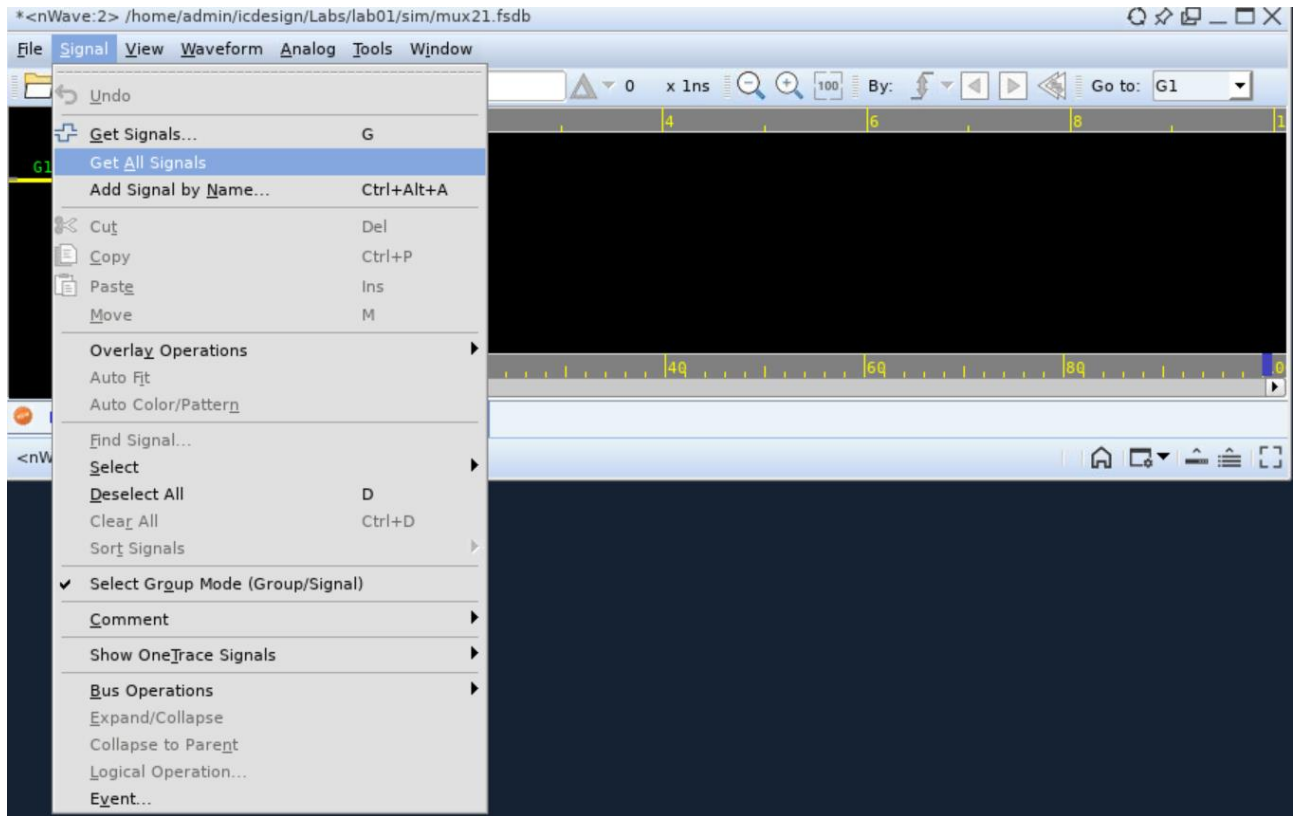 *<nWave:2> /home/admin/icdesign/Labs/lab01/sim/mux21.fsdb
File Signal View Waveform Analog Tools Window
0 x 1ns 100 By: Go to: G1
Undo
4 6 8 1
Get Signals... G
G1 Get All Signals
Add Signal by Name... Ctrl+Alt+A
Cut Del
Copy Ctrl+P
Paste Ins
Move M
Overlay Operations
40 60 80 0
Auto Fit
Auto Color/Pattern
Find Signal...
<nW
Select
Deselect All D
Clear All Ctrl+D
Sort Signals
Select Group Mode (Group/Signal)
Comment
Show OneTrace Signals
Bus Operations
Expand/Collapse
Collapse to Parent
Logical Operation...
Event...